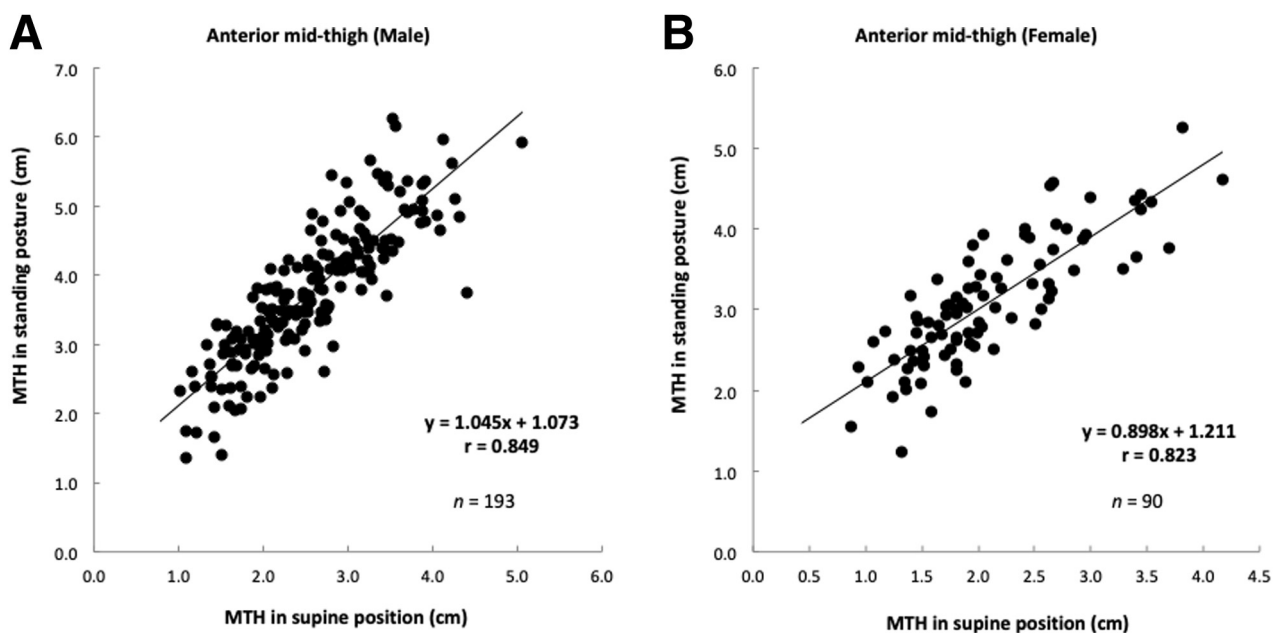 A
Anterior mid-thigh (Male)
7.0
6.0
5.0
4.0
3.0
2.0
1.0
0.0
MTH in standing posture (cm)
y = 1.045x + 1.073
r = 0.849
n = 193
0.0 1.0 2.0 3.0 4.0 5.0 6.0
MTH in supine position (cm)
B
Anterior mid-thigh (Female)
6.0
5.0
4.0
3.0
2.0
1.0
0.0
MTH in standing posture (cm)
y = 0.898x + 1.211
r = 0.823
n = 90
0.0 0.5 1.0 1.5 2.0 2.5 3.0 3.5 4.0 4.5
MTH in supine position (cm)